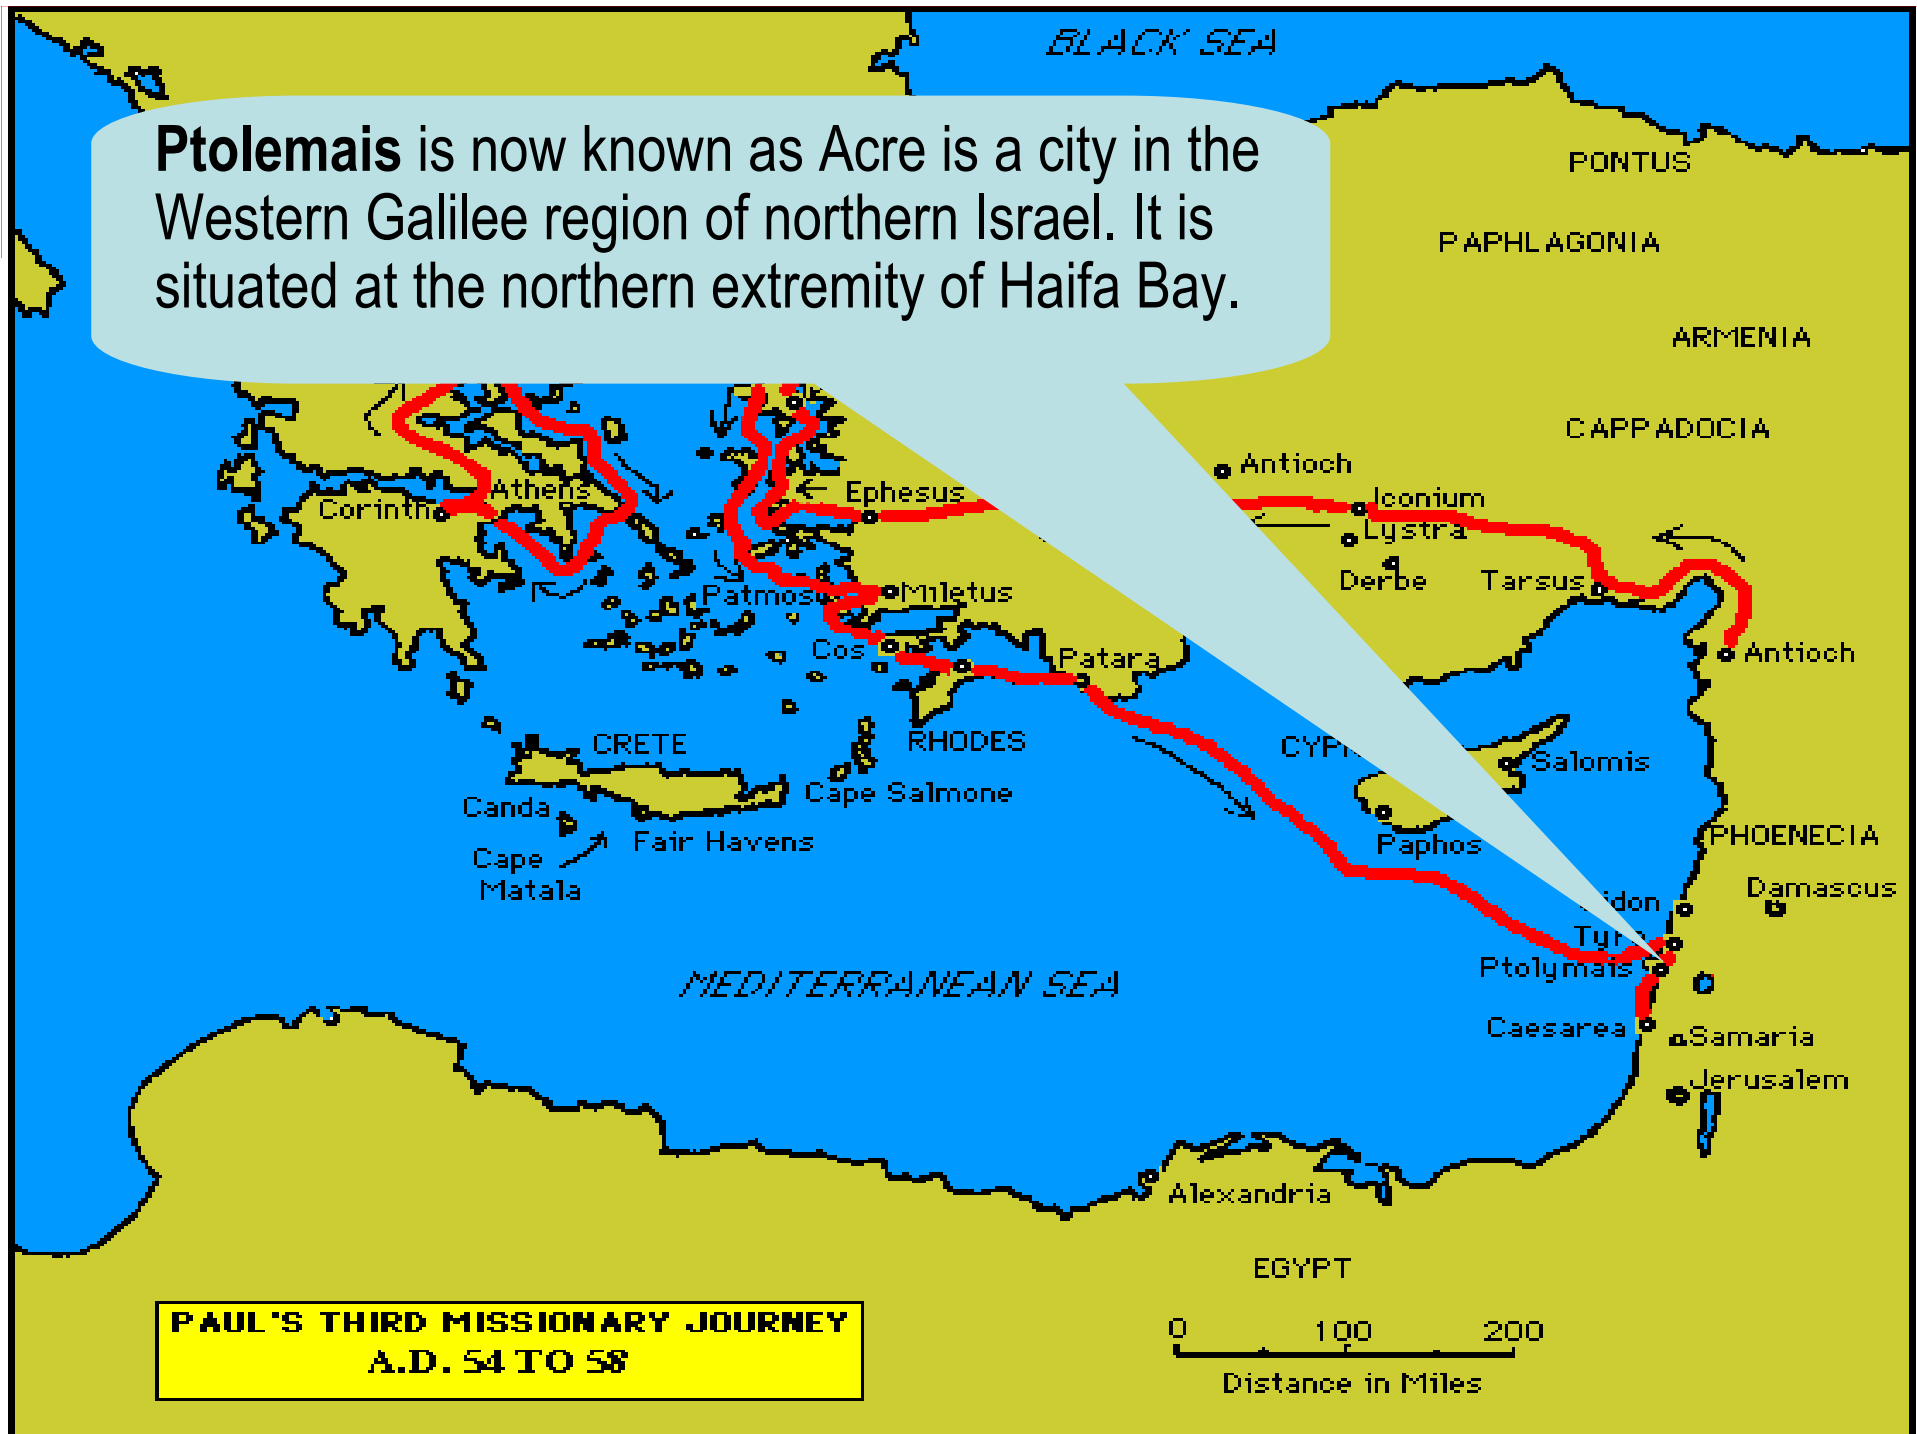 BLACK SEA
Ptolemais is now known as Acre is a city in the
Western Galilee region of northern Israel. It is
situated at the northern extremity of Haifa Bay.
PONTUS
PAPHLAGONIA
ARMENIA
CAPPADOCIA
Antioch
Iconium
Lystra
Derbe
Tarsus
Antioch
Ephesus
Athens
Corinth
Patmos
Miletus
Cos
Patara
RHODES
CRETE
Cape Salmone
Canda
Fair Havens
Cape
Matala
Salomis
Paphos
PHOENECIA
Damascus
Ptolymais
Caesarea
Samaria
Jerusalem
MEDITERRANEAN SEA
Alexandria
EGYPT
PAUL'S THIRD MISSIONARY JOURNEY
A.D. 54 TO 58
0 100 200
Distance in Miles